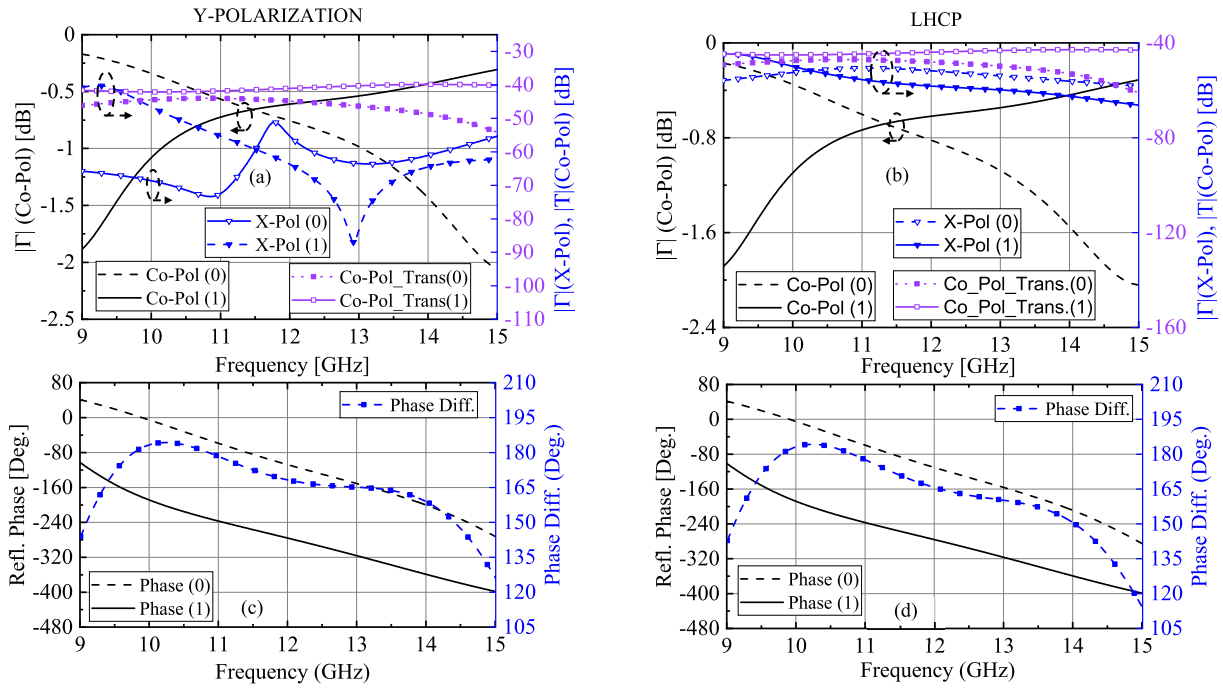 Y-POLARIZATION
|Γ| (Co-Pol) [dB]
0
-0.5
-1
-1.5
-2
-2.5
-30
-40
-50
-60
-70
-80
-90
-100
-110
|Γ|(X-Pol), |T|(Co-Pol) [dB]
(a)
X-Pol (0)
X-Pol (1)
Co-Pol (0)
Co-Pol (1)
Co-Pol_Trans(0)
Co-Pol_Trans(1)
9 10 11 12 13 14 15
Frequency [GHz]
LHCP
|Γ| (Co-Pol) [dB]
0
-0.8
-1.6
-2.4
-40
-80
-120
-160
|Γ|(X-Pol), |T|(Co-Pol) [dB]
(b)
X-Pol (0)
X-Pol (1)
Co-Pol (0)
Co-Pol (1)
Co_Pol_Trans.(0)
Co_Pol_Trans.(1)
9 10 11 12 13 14 15
Frequency [GHz]
Refl. Phase [Deg.]
80
0
-80
-160
-240
-320
-400
-480
210
195
180
165
150
135
120
105
Phase Diff. (Deg.)
Phase Diff.
Phase (0)
Phase (1)
(c)
9 10 11 12 13 14 15
Frequency (GHz)
Refl. Phase [Deg.]
80
0
-80
-160
-240
-320
-400
-480
210
195
180
165
150
135
120
105
Phase Diff. (Deg.)
Phase Diff.
Phase (0)
Phase (1)
(d)
9 10 11 12 13 14 15
Frequency (GHz)